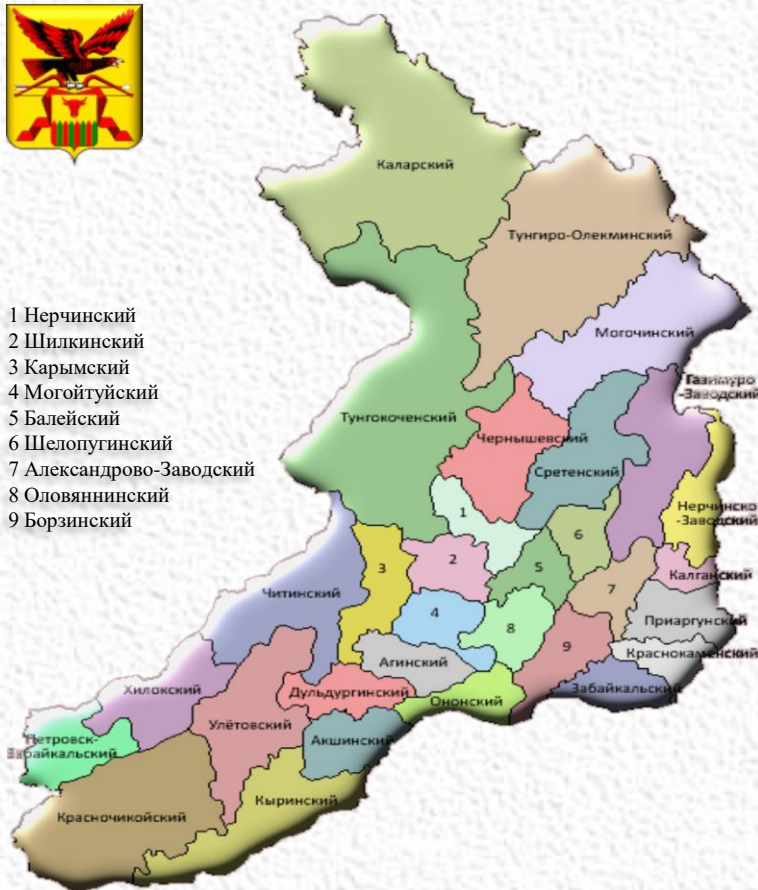 Каларский
Тунгиро-Олекминский
1 Нерчинский
2 Шилкинский
3 Карымский
4 Могойтуйский
5 Балейский
6 Шелопугинский
7 Александрово-Заводский
8 Оловяннинский
9 Борзинский
Могочинский
Газимуро
-Заводский
Тунгокоченский
Чернышевский
Сретенский
Нерчинско
-Заводский
1
6
2
3
5
Калганский
Читинский
7
4
Приаргунский
8
9
Краснокаменский
Агинский
Хилокский
Дульдургинский
Ононский
Забайкальский
Улётовский
Петровск-
Забайкальский
Акшинский
Кыринский
Красночикойский